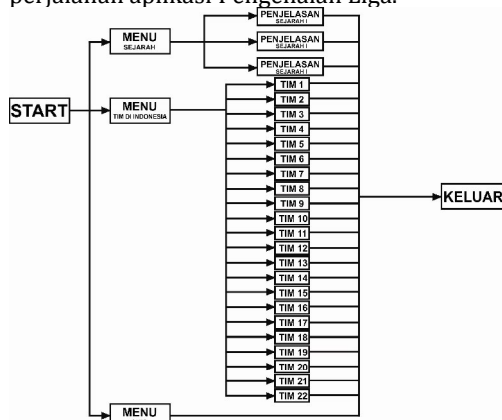 perjalanan aplikasi Pengenalan Liga.
PENJELASAN
SEJARAH I
MENU
SEJARAH
PENJELASAN
SEJARAH I
PENJELASAN
SEJARAH I
START
MENU
TIM DI INDONESIA
TIM 1
TIM 2
TIM 3
TIM 4
TIM 5
TIM 6
TIM 7
TIM 8
TIM 9
TIM 10
TIM 11
TIM 12
TIM 13
TIM 14
TIM 15
TIM 16
TIM 17
TIM 18
TIM 19
TIM 20
TIM 21
TIM 22
KELUAR
MENU